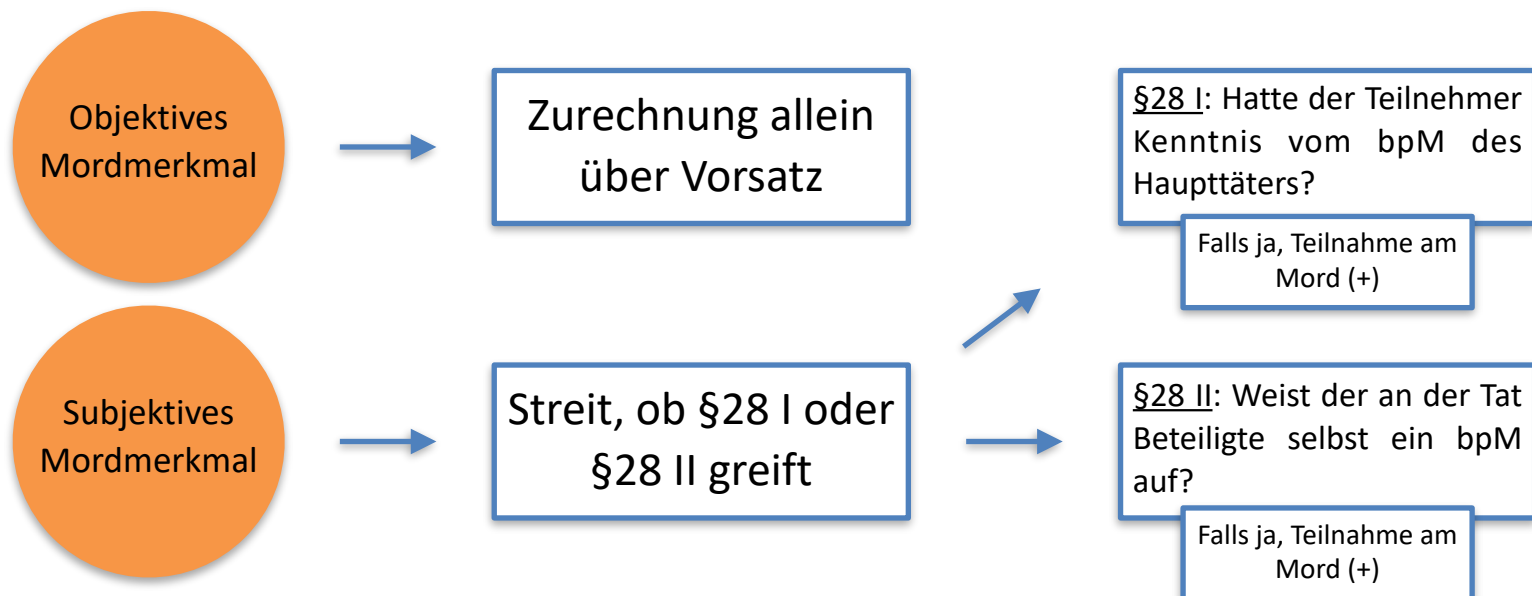 Objektives
Mordmerkmal
Zurechnung allein
über Vorsatz
§28 I: Hatte der Teilnehmer
Kenntnis vom bpM des
Haupttäters?
Falls ja, Teilnahme am
Mord (+)
Subjektives
Mordmerkmal
Streit, ob §28 I oder
§28 II greift
§28 II: Weist der an der Tat
Beteiligte selbst ein bpM
auf?
Falls ja, Teilnahme am
Mord (+)